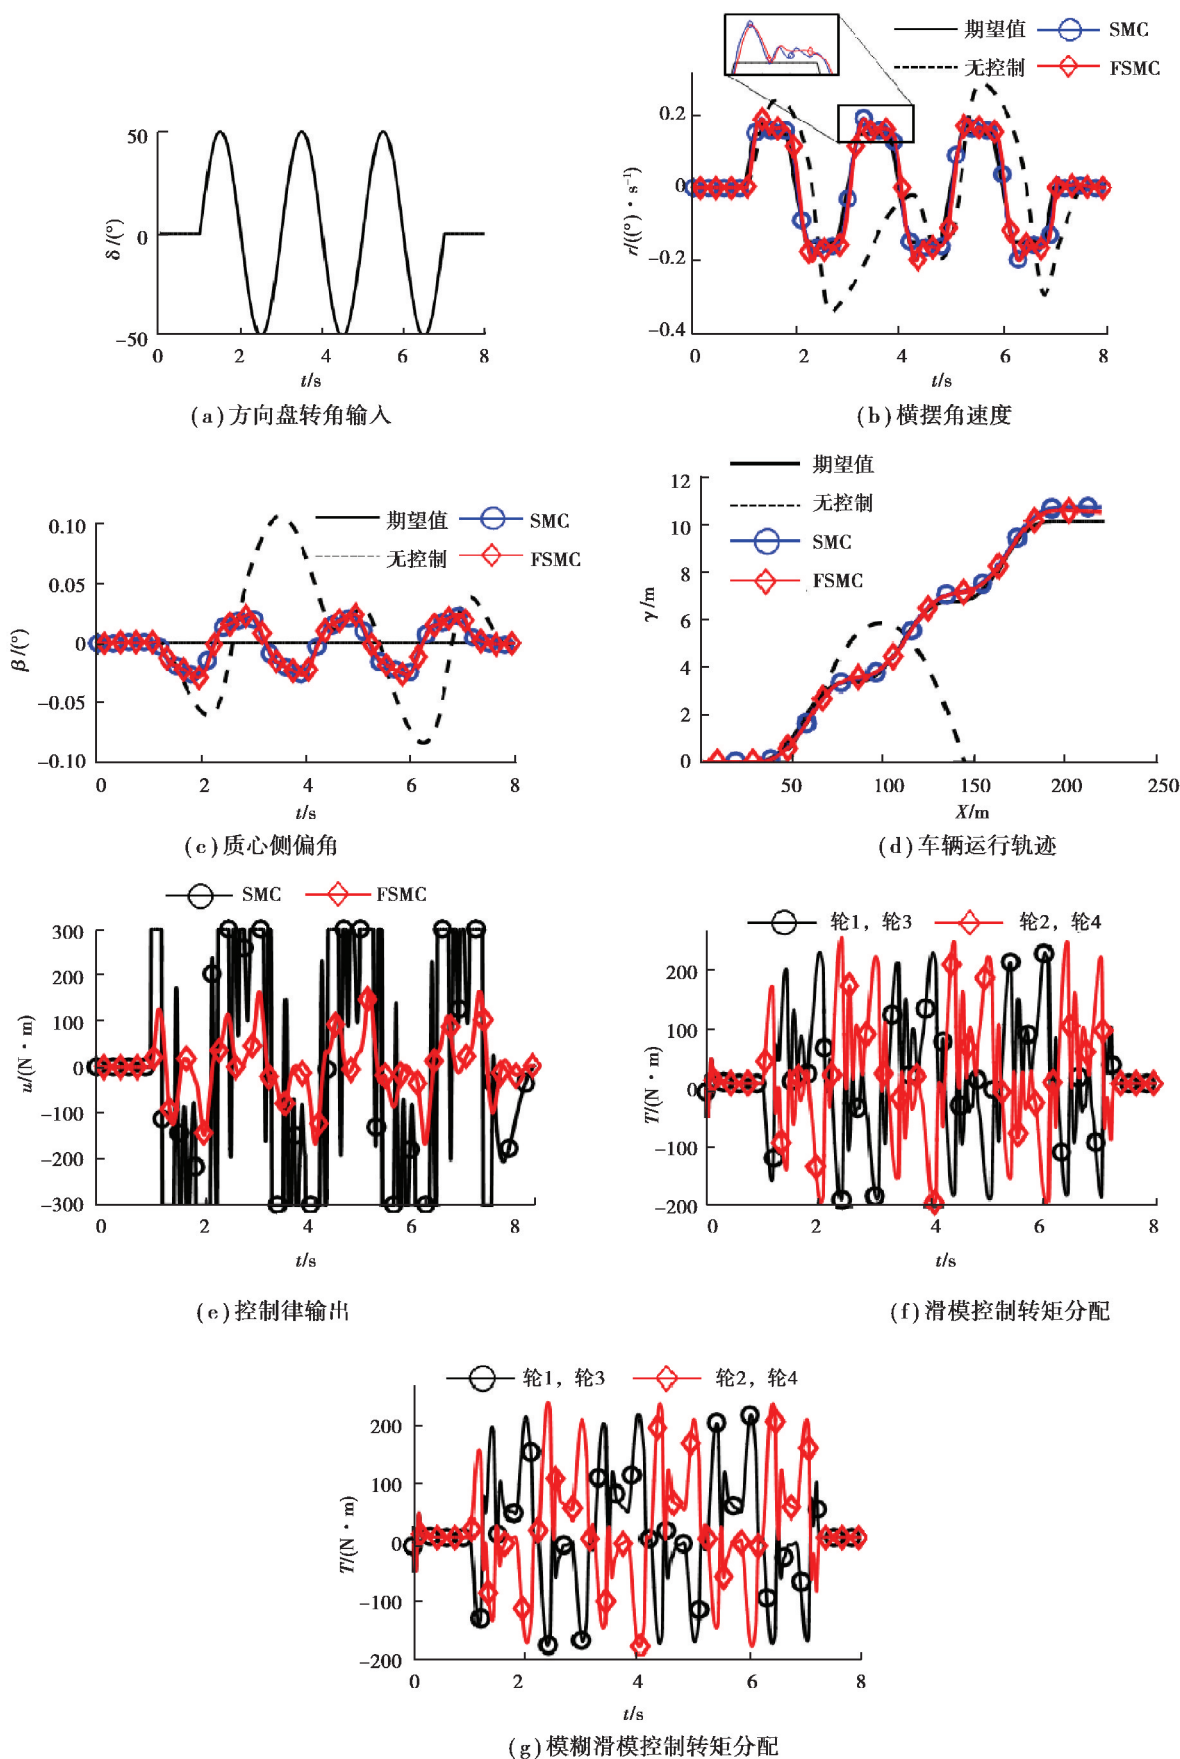 期望值 SMC
无控制 FSMC
50
0
−50
δ/(°)
0 2 4 6 8
t/s
(a)方向盘转角输入
0.2
0
−0.2
−0.4
r/((°)·s⁻¹)
0 2 4 6 8
t/s
(b)横摆角速度
期望值 SMC
无控制 FSMC
0.10
0.05
0
−0.05
−0.10
β/(°)
0 2 4 6 8
t/s
(c)质心侧偏角
期望值
无控制
SMC
FSMC
12
10
8
6
4
2
0
γ/m
50 100 150 200 250
X/m
(d)车辆运行轨迹
SMC FSMC
300
200
100
0
−100
−200
−300
u/(N·m)
0 2 4 6 8
t/s
(e)控制律输出
轮1，轮3 轮2，轮4
200
100
0
−100
−200
T/(N·m)
0 2 4 6 8
t/s
(f)滑模控制转矩分配
轮1，轮3 轮2，轮4
200
100
0
−100
−200
T/(N·m)
0 2 4 6 8
t/s
(g)模糊滑模控制转矩分配